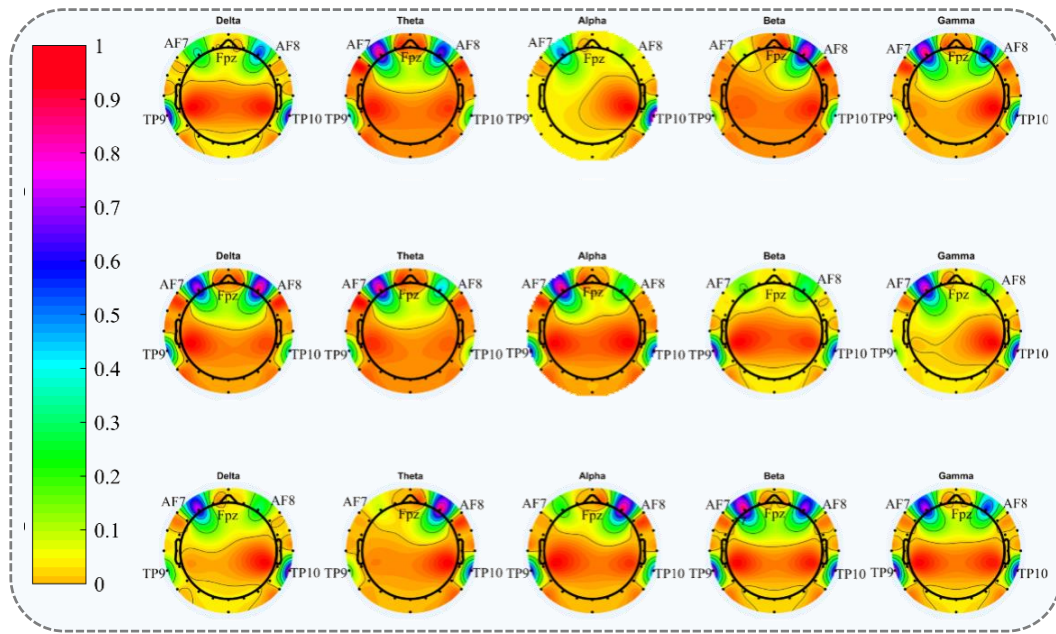 1
0.9
0.8
0.7
0.6
0.5
0.4
0.3
0.2
0.1
0
Delta Theta Alpha Beta Gamma
AF7 AF8 AF7 AF8 AF7 AF8 AF7 AF8 AF7 AF8
Fpz Fpz Fpz Fpz Fpz
TP9 TP10 TP9 TP10 TP9 TP10 TP9 TP10 TP9 TP10
Delta Theta Alpha Beta Gamma
AF7 AF8 AF7 AF8 AF7 AF8 AF7 AF8 AF7 AF8
Fpz Fpz Fpz Fpz Fpz
TP9 TP10 TP9 TP10 TP9 TP10 TP9 TP10 TP9 TP10
Delta Theta Alpha Beta Gamma
AF7 AF8 AF7 AF8 AF7 AF8 AF7 AF8 AF7 AF8
Fpz Fpz Fpz Fpz Fpz
TP9 TP10 TP9 TP10 TP9 TP10 TP9 TP10 TP9 TP10